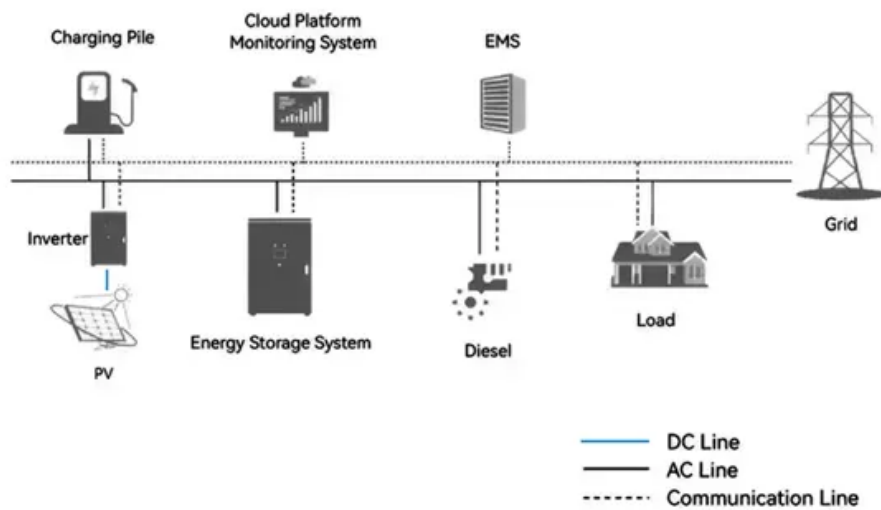 Charging Pile
Cloud Platform
Monitoring System
EMS
Grid
Inverter
Energy Storage System
Diesel
Load
PV
DC Line
AC Line
Communication Line